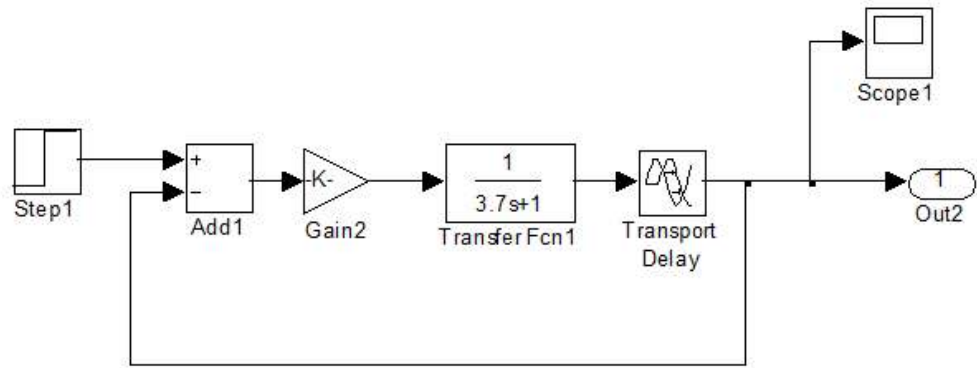 Scope1
+
−
Step1
Add1
-K-
Gain2
1
3.7s+1
Transfer Fcn1
Transport
Delay
1
Out2